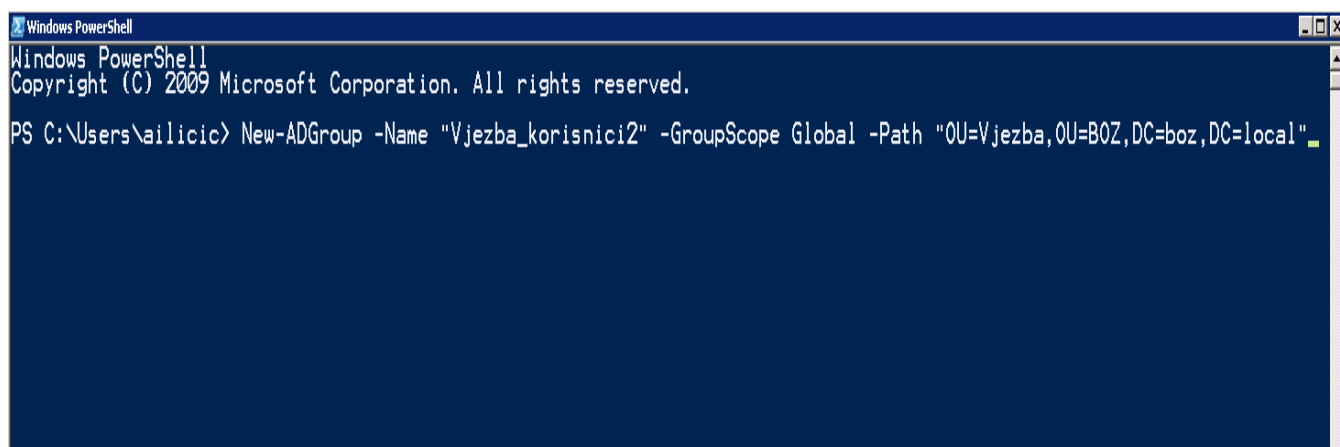 Windows PowerShell
Windows PowerShell
Copyright (C) 2009 Microsoft Corporation. All rights reserved.
PS C:\Users\ailicic> New-ADGroup -Name "Vjezba_korisnici2" -GroupScope Global -Path "OU=Vjezba,OU=BOZ,DC=boz,DC=local"